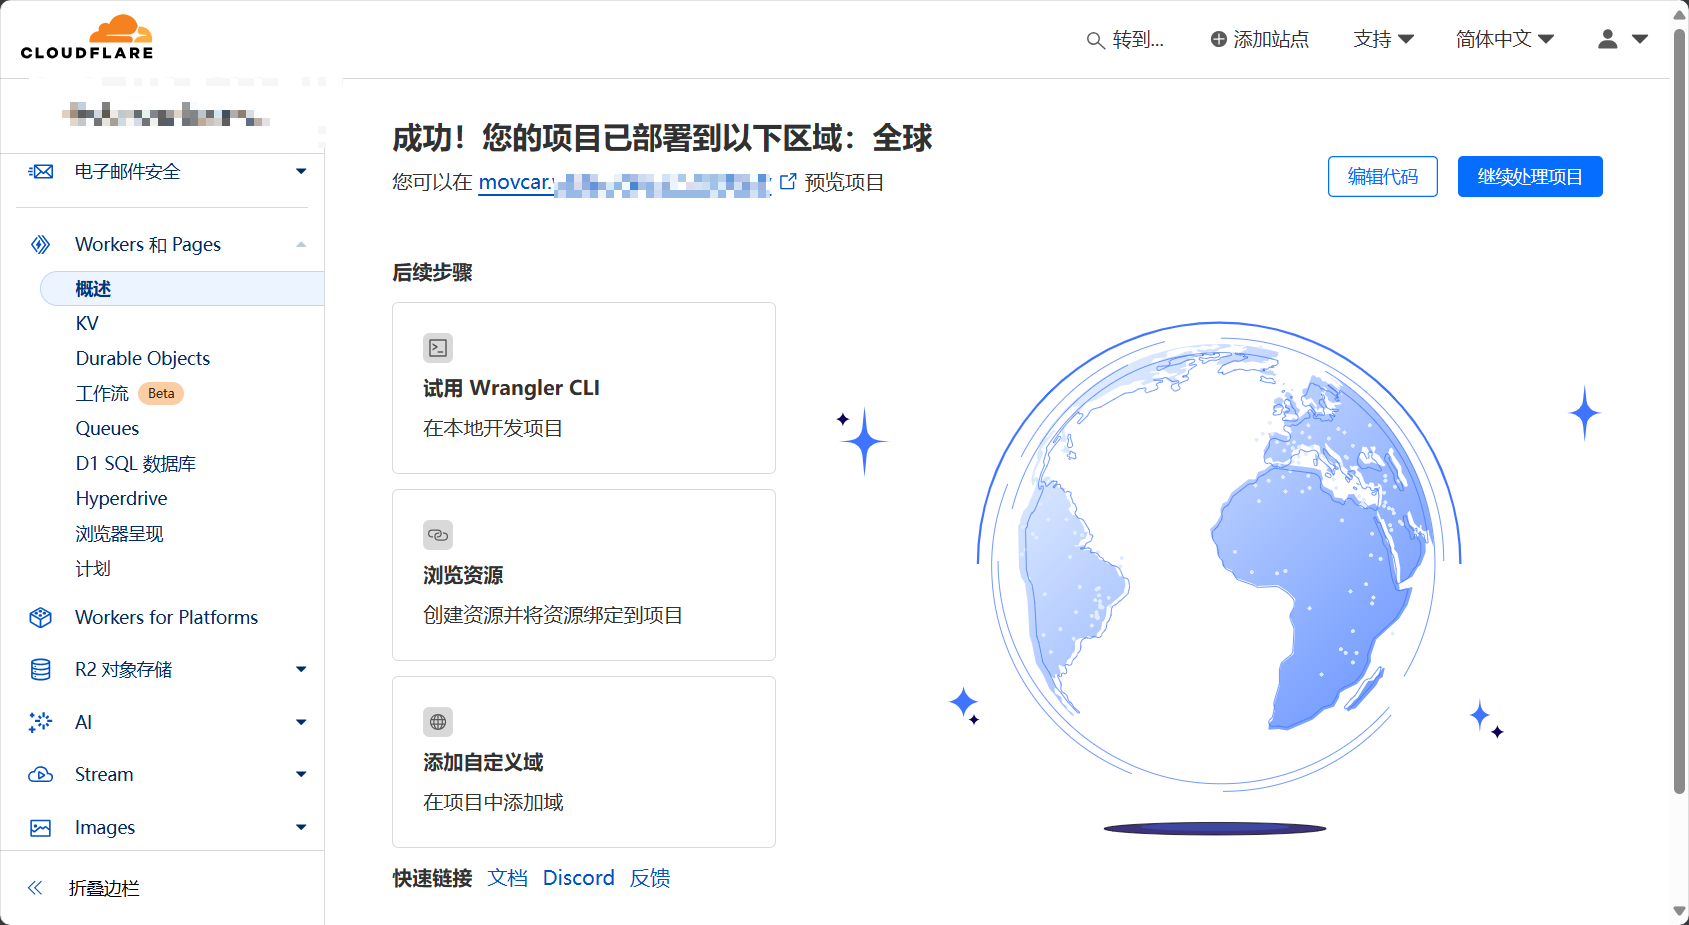 CLOUDFLARE
转到...
添加站点
支持
简体中文
电子邮件安全
Workers 和 Pages
概述
KV
Durable Objects
工作流 Beta
Queues
D1 SQL 数据库
Hyperdrive
浏览器呈现
计划
Workers for Platforms
R2 对象存储
AI
Stream
Images
折叠边栏
成功！您的项目已部署到以下区域：全球
您可以在 movcar. 预览项目
编辑代码
继续处理项目
后续步骤
试用 Wrangler CLI
在本地开发项目
浏览资源
创建资源并将资源绑定到项目
添加自定义域
在项目中添加域
快速链接 文档 Discord 反馈